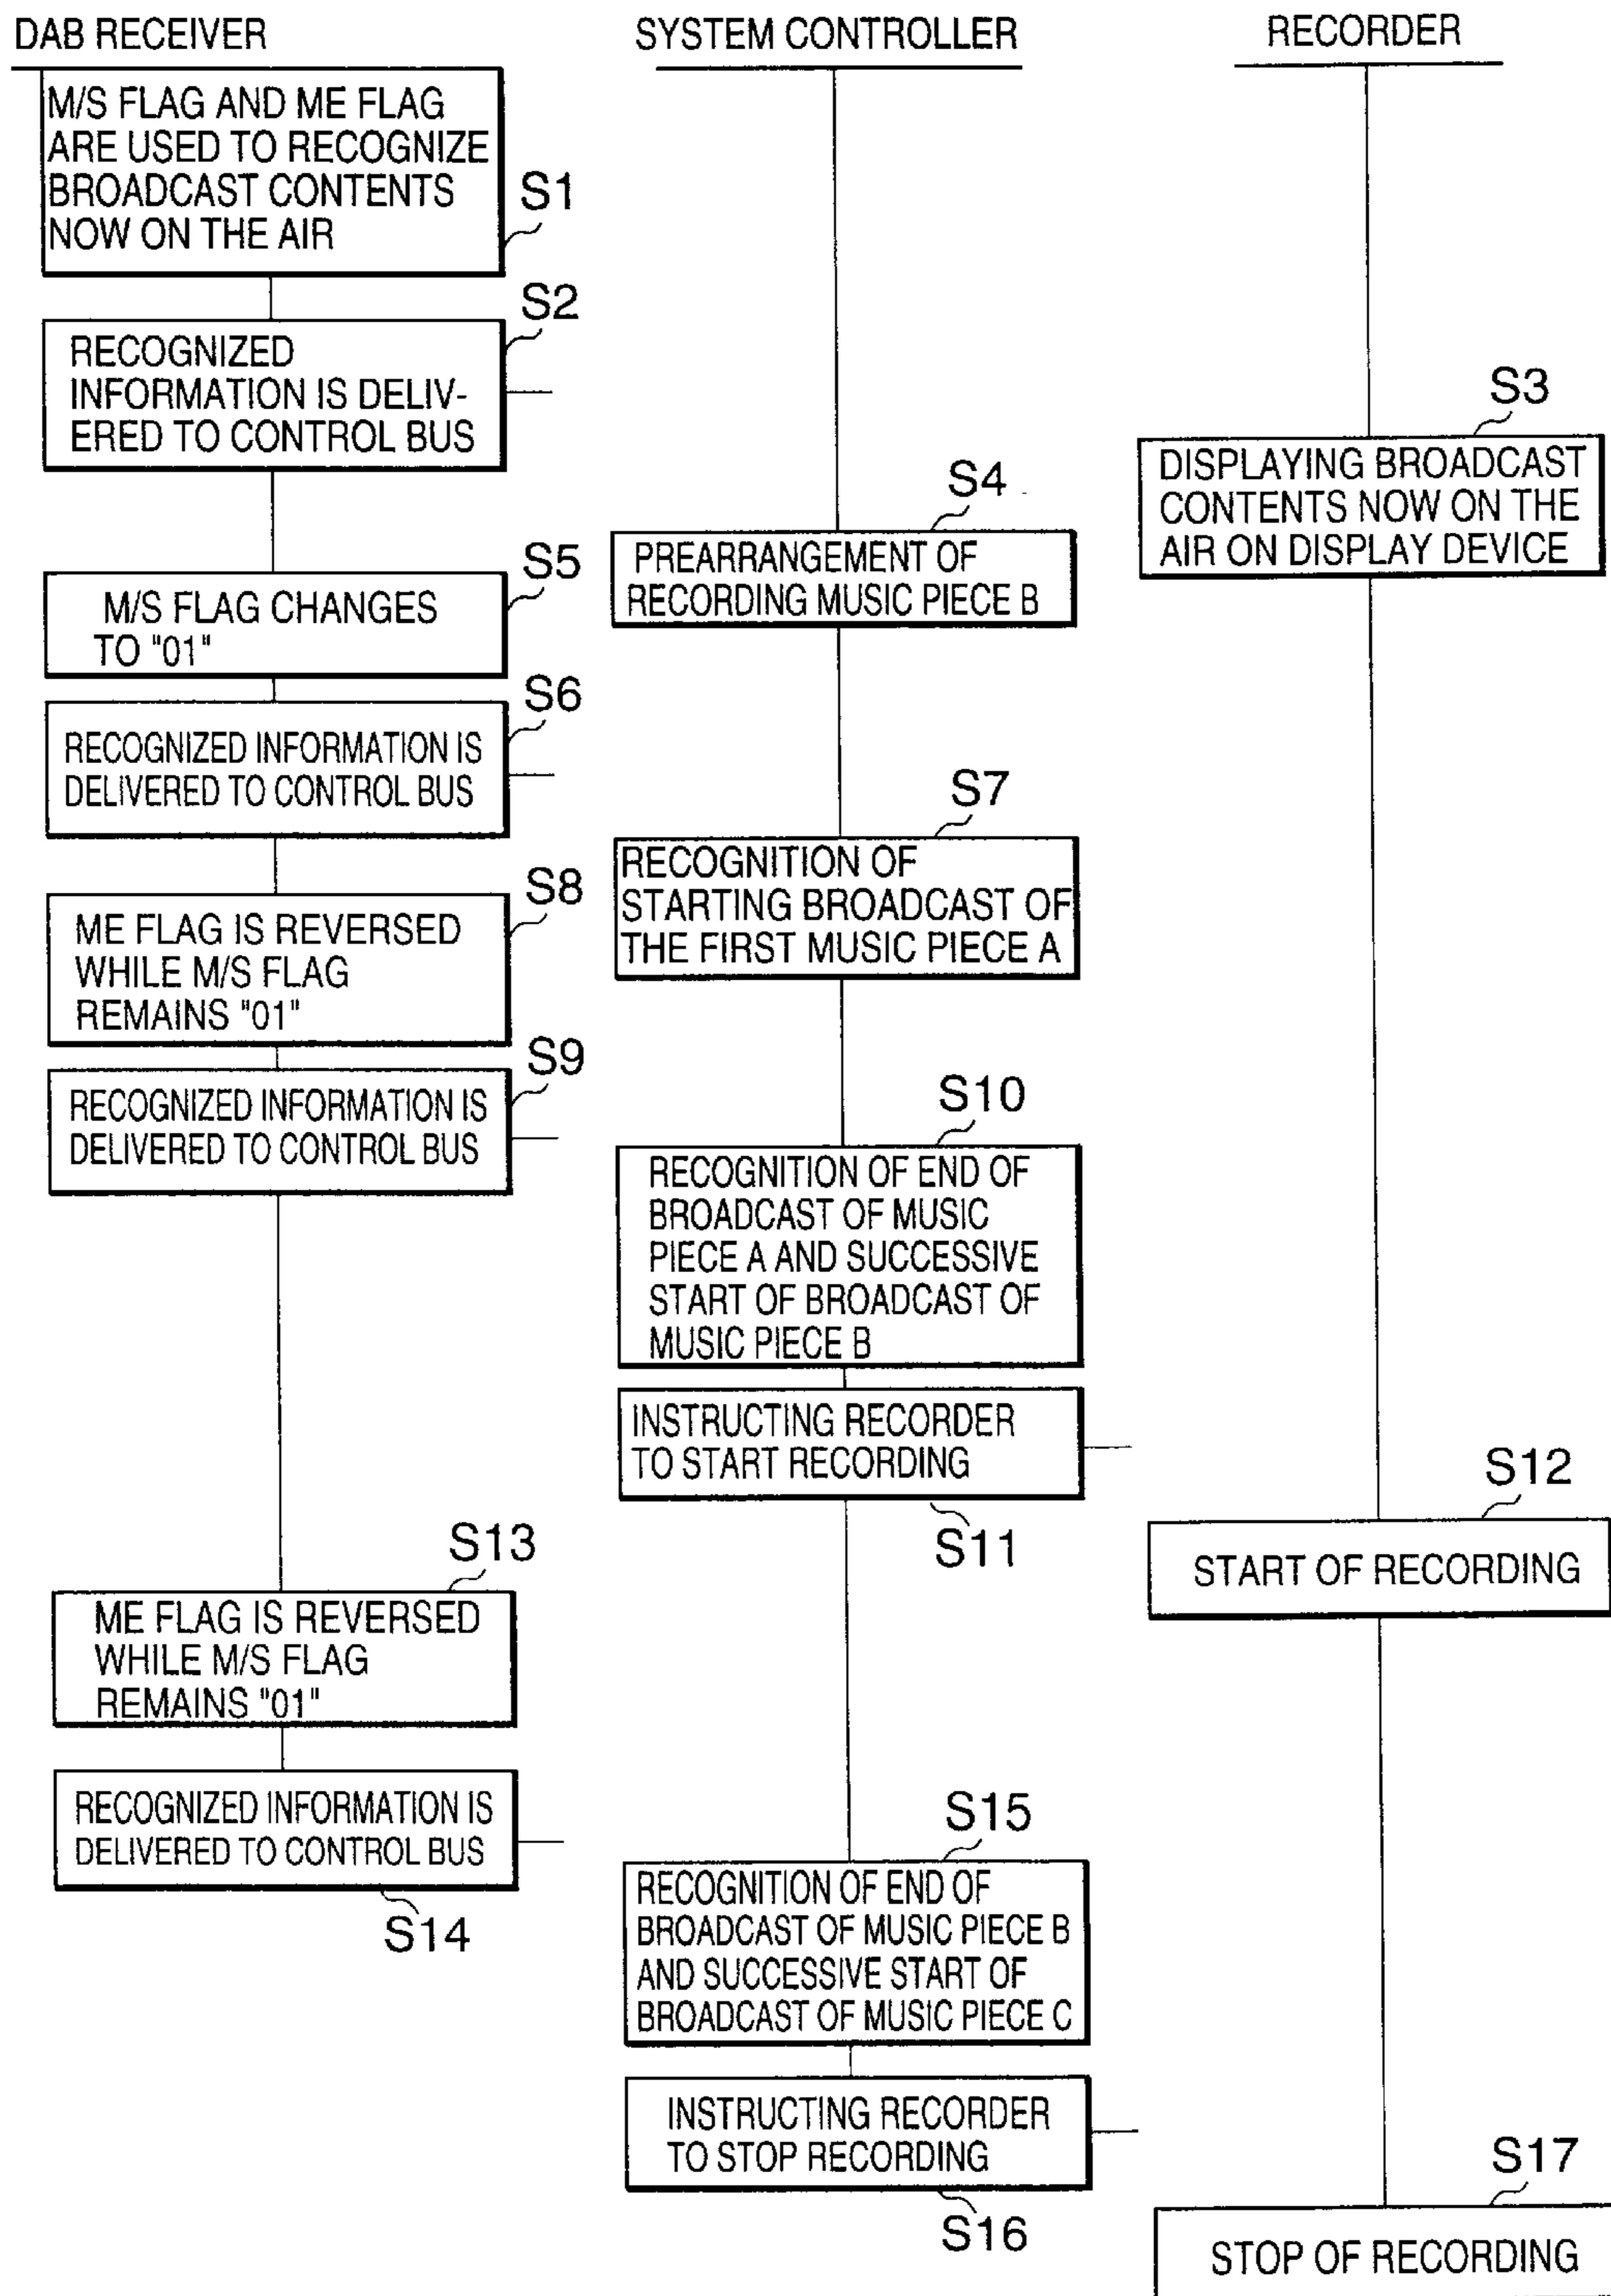 DAB RECEIVER
SYSTEM CONTROLLER
RECORDER
M/S FLAG AND ME FLAG
ARE USED TO RECOGNIZE
BROADCAST CONTENTS
NOW ON THE AIR
S1
S2
RECOGNIZED
INFORMATION IS DELIV-
ERED TO CONTROL BUS
S3
DISPLAYING BROADCAST
CONTENTS NOW ON THE
AIR ON DISPLAY DEVICE
S4
PREARRANGEMENT OF
RECORDING MUSIC PIECE B
S5
M/S FLAG CHANGES
TO "01"
S6
RECOGNIZED INFORMATION IS
DELIVERED TO CONTROL BUS
S7
RECOGNITION OF
STARTING BROADCAST OF
THE FIRST MUSIC PIECE A
S8
ME FLAG IS REVERSED
WHILE M/S FLAG
REMAINS "01"
S9
RECOGNIZED INFORMATION IS
DELIVERED TO CONTROL BUS
S10
RECOGNITION OF END OF
BROADCAST OF MUSIC
PIECE A AND SUCCESSIVE
START OF BROADCAST OF
MUSIC PIECE B
INSTRUCTING RECORDER
TO START RECORDING
S11
S12
START OF RECORDING
S13
ME FLAG IS REVERSED
WHILE M/S FLAG
REMAINS "01"
RECOGNIZED INFORMATION IS
DELIVERED TO CONTROL BUS
S14
S15
RECOGNITION OF END OF
BROADCAST OF MUSIC PIECE B
AND SUCCESSIVE START OF
BROADCAST OF MUSIC PIECE C
INSTRUCTING RECORDER
TO STOP RECORDING
S16
S17
STOP OF RECORDING